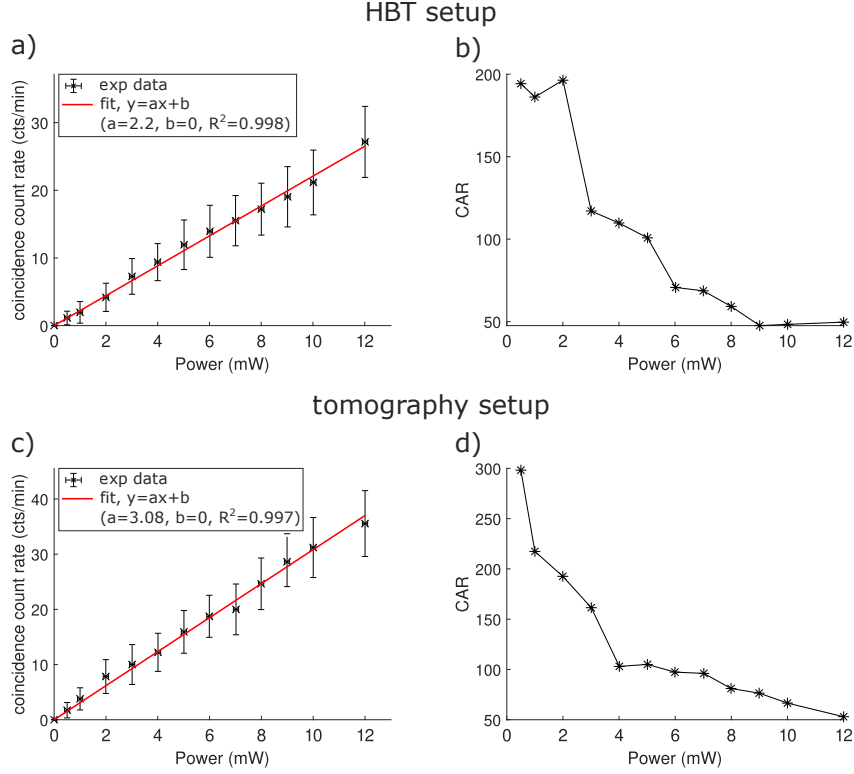 HBT setup
a)
exp data
fit, y=ax+b
(a=2.2, b=0, R²=0.998)
coincidence count rate (cts/min)
30
20
10
0
0 2 4 6 8 10 12
Power (mW)
b)
CAR
200
150
100
50
0 2 4 6 8 10 12
Power (mW)
tomography setup
c)
exp data
fit, y=ax+b
(a=3.08, b=0, R²=0.997)
coincidence count rate (cts/min)
40
30
20
10
0
0 2 4 6 8 10 12
Power (mW)
d)
CAR
300
250
200
150
100
50
0 2 4 6 8 10 12
Power (mW)